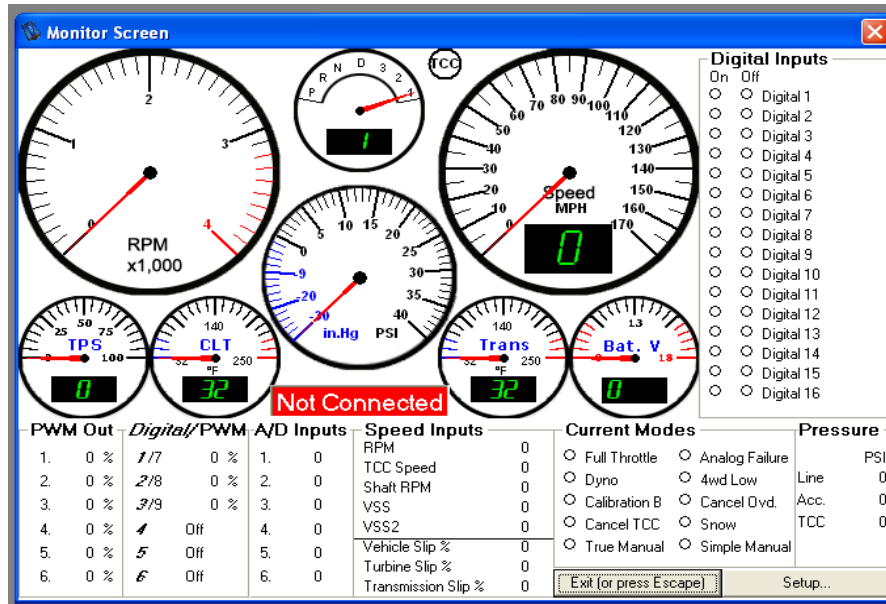 Monitor Screen
P R N D 3 2 1
TCC
1
0 1 2 3 4
RPM
x1,000
0 10 20 30 40 50 60 70 80 90 100 110 120 130 140 150 160 170
Speed
MPH
0
-30 -20 -9 0 5 10 15 20 25 30 35 40
in.Hg PSI
25 50 75
TPS
0 100
0
140
CLT
32 250
°F
32
140
Trans
32 250
°F
32
13
Bat. V
9 18
0
Not Connected
Digital Inputs
On Off
Digital 1
Digital 2
Digital 3
Digital 4
Digital 5
Digital 6
Digital 7
Digital 8
Digital 9
Digital 10
Digital 11
Digital 12
Digital 13
Digital 14
Digital 15
Digital 16
PWM Out
1. 0 %
2. 0 %
3. 0 %
4. 0 %
5. 0 %
6. 0 %
Digital/PWM
1/7 0 %
2/8 0 %
3/9 0 %
4 Off
5 Off
6 Off
A/D Inputs
1. 0
2. 0
3. 0
4. 0
5. 0
6. 0
Speed Inputs
RPM 0
TCC Speed 0
Shaft RPM 0
VSS 0
VSS2 0
Vehicle Slip % 0
Turbine Slip % 0
Transmission Slip % 0
Current Modes
Full Throttle Analog Failure
Dyno 4wd Low
Calibration B Cancel Ovd.
Cancel TCC Snow
True Manual Simple Manual
Pressure
PSI
Line 0
Acc. 0
TCC 0
Exit (or press Escape) Setup...